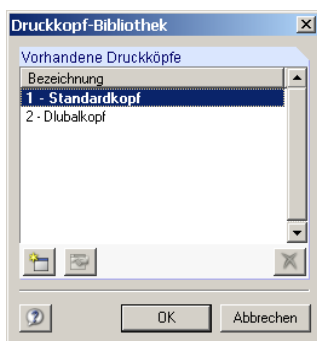 Druckkopf-Bibliothek
Vorhandene Druckköpfe
Bezeichnung
1 - Standardkopf
2 - Dlubalkopf
OK
Abbrechen